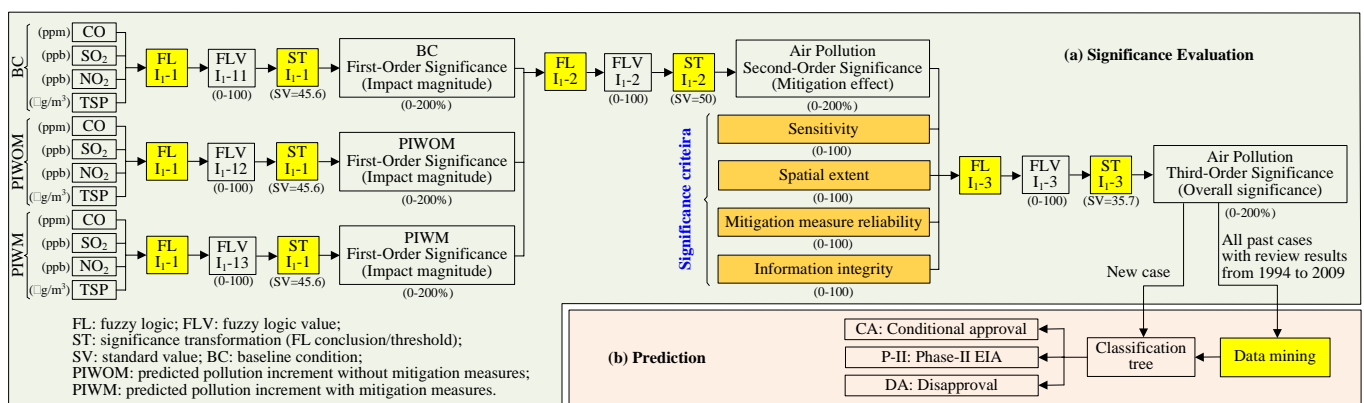 (a) Significance Evaluation
BC
(ppm) CO
(ppb) SO₂
(ppb) NO₂
(□g/m³) TSP
FL
I₁-1
FLV
I₁-11
(0-100)
ST
I₁-1
(SV=45.6)
BC
First-Order Significance
(Impact magnitude)
(0-200%)
PIWOM
(ppm) CO
(ppb) SO₂
(ppb) NO₂
(□g/m³) TSP
FL
I₁-1
FLV
I₁-12
(0-100)
ST
I₁-1
(SV=45.6)
PIWOM
First-Order Significance
(Impact magnitude)
(0-200%)
PIWM
(ppm) CO
(ppb) SO₂
(ppb) NO₂
(□g/m³) TSP
FL
I₁-1
FLV
I₁-13
(0-100)
ST
I₁-1
(SV=45.6)
PIWM
First-Order Significance
(Impact magnitude)
(0-200%)
FL
I₁-2
FLV
I₁-2
(0-100)
ST
I₁-2
(SV=50)
Air Pollution
Second-Order Significance
(Mitigation effect)
(0-200%)
Significance criteira
Sensitivity
(0-100)
Spatial extent
(0-100)
Mitigation measure reliability
(0-100)
Information integrity
(0-100)
FL
I₁-3
FLV
I₁-3
(0-100)
ST
I₁-3
(SV=35.7)
Air Pollution
Third-Order Significance
(Overall significance)
(0-200%)
New case
All past cases
with review results
from 1994 to 2009
FL: fuzzy logic; FLV: fuzzy logic value;
ST: significance transformation (FL conclusion/threshold);
SV: standard value; BC: baseline condition;
PIWOM: predicted pollution increment without mitigation measures;
PIWM: predicted pollution increment with mitigation measures.
(b) Prediction
CA: Conditional approval
P-II: Phase-II EIA
DA: Disapproval
Classification
tree
Data mining